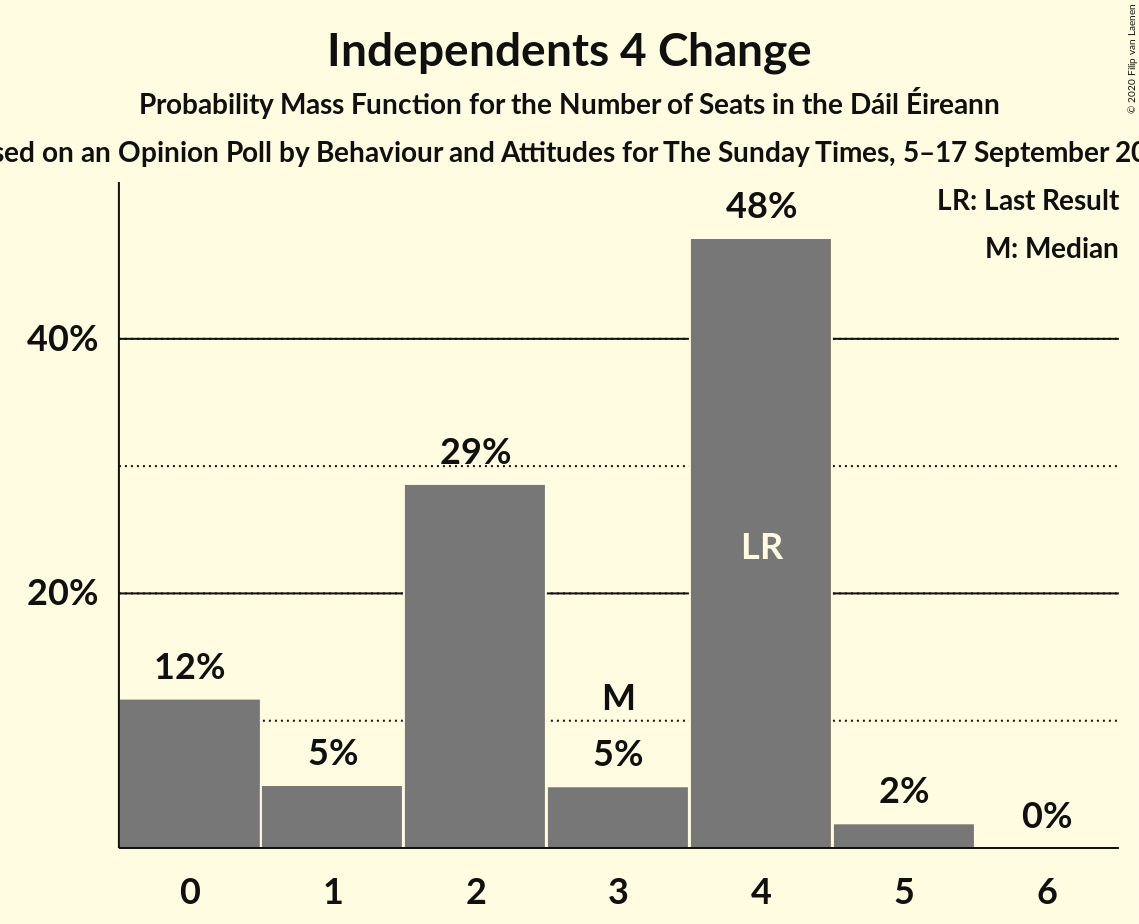 Independents 4 Change
Probability Mass Function for the Number of Seats in the Dáil Éireann
on an Opinion Poll by Behaviour and Attitudes for The Sunday Times, 5–17 September
© 2020 Filip van Laenen
LR: Last Result
M: Median
48%
40%
29%
LR
20%
12%
M
5%
5%
2%
0%
0 1 2 3 4 5 6